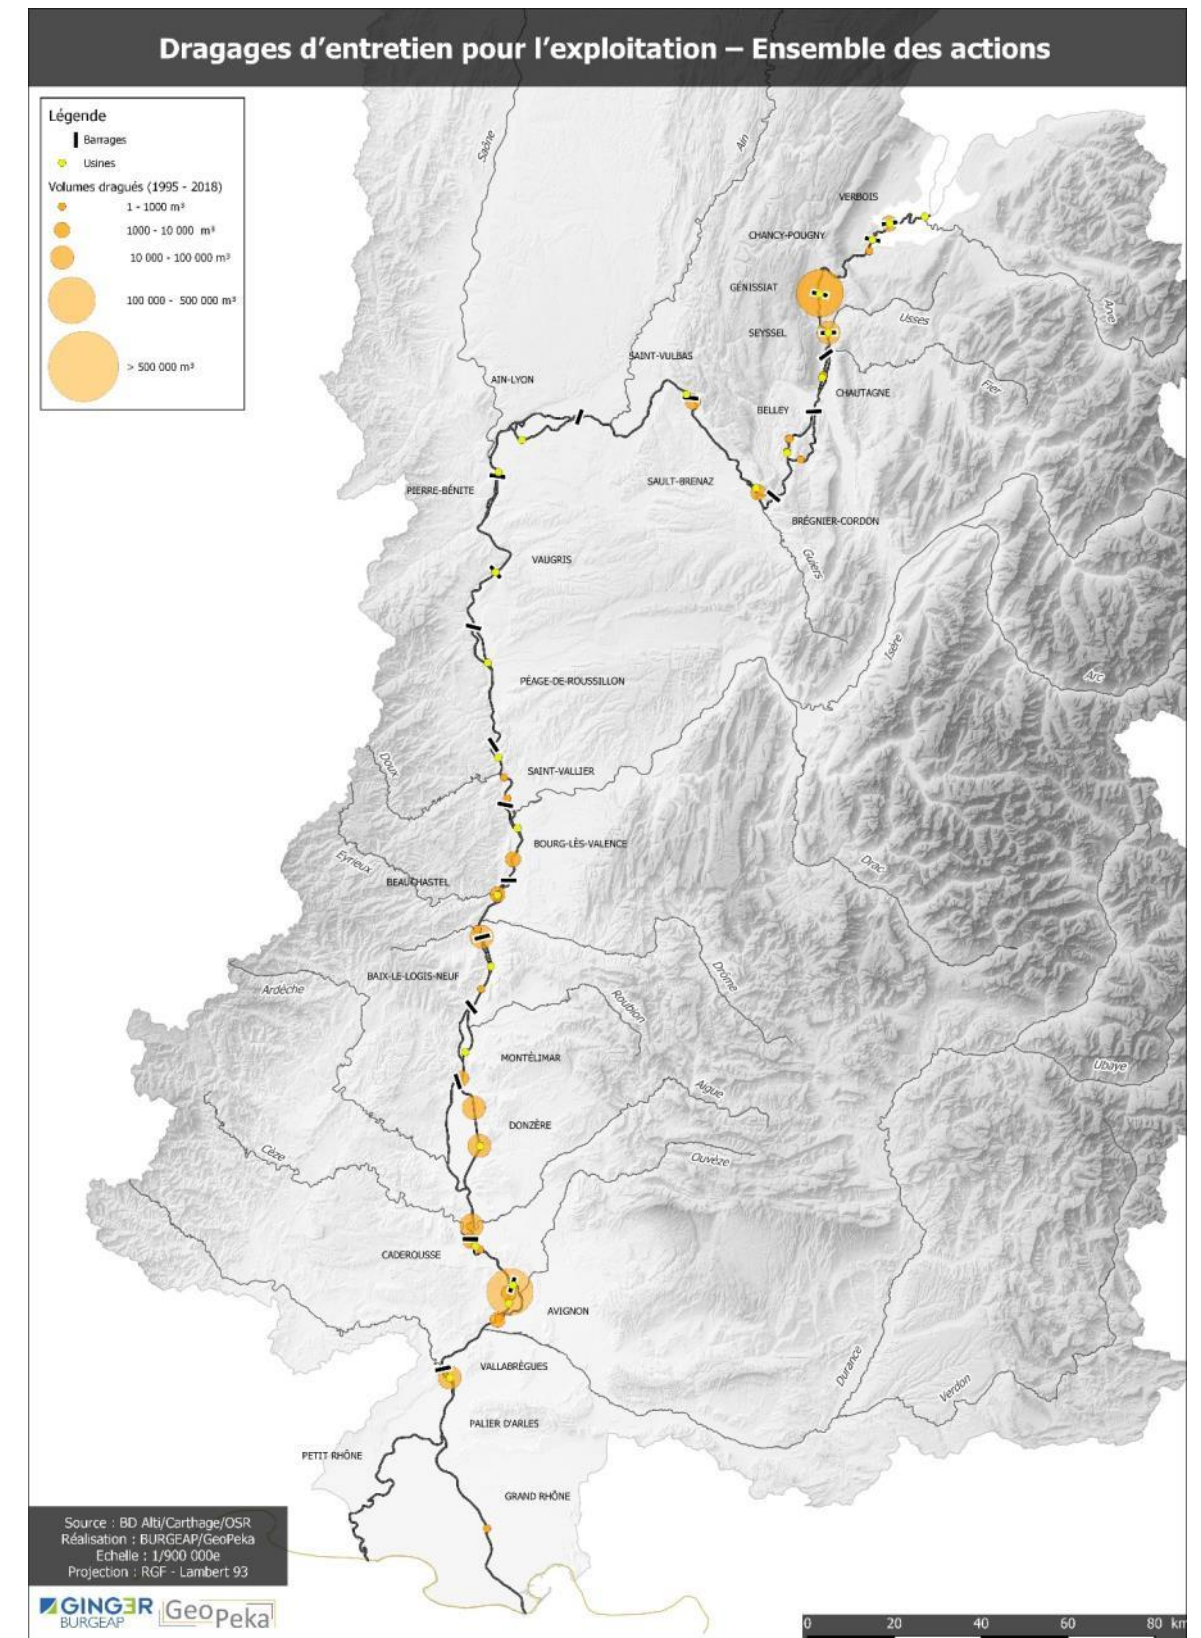 Dragages d’entretien pour l’exploitation – Ensemble des actions
Légende
Barrages
Usines
Volumes dragués (1995 - 2018)
1 - 1000 m³
1000 - 10 000 m³
10 000 - 100 000 m³
100 000 - 500 000 m³
> 500 000 m³
Saône
Ain
VERBOIS
CHANCY-POUGNY
GÉNISSIAT
Arve
Usses
SEYSSEL
SAINT-VULBAS
AIN-LYON
Fier
CHAUTAGNE
BELLEY
SAULT-BRENAZ
PIERRE-BÉNITE
BRÉGNIER-CORDON
VAUGRIS
Guiers
Isère
Arc
PÉAGE-DE-ROUSSILLON
Doux
SAINT-VALLIER
BOURG-LÈS-VALENCE
Eyrieux
Drac
BEAUCHASTEL
BAIX-LE-LOGIS-NEUF
Drôme
Ardèche
Roubion
MONTÉLIMAR
Ubaye
Aigue
DONZÈRE
Cèze
Ouvèze
CADEROUSSE
AVIGNON
VALLABRÈGUES
Durance
Verdon
PALIER D'ARLES
PETIT RHÔNE
GRAND RHÔNE
Source : BD Alti/Carthage/OSR
Réalisation : BURGEAP/GeoPeka
Echelle : 1/900 000e
Projection : RGF - Lambert 93
GINGER
BURGEAP
GeoPeka
0 20 40 60 80 km